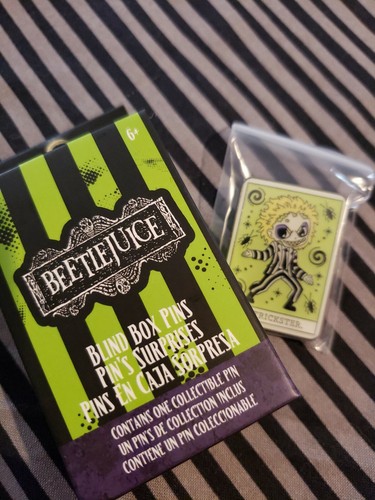 6+
BEETLEJUICE
BLIND BOX PINS
PIN'S SURPRISES
PINS EN CAJA SORPRESA
CONTAINS ONE COLLECTIBLE PIN
UN PIN'S DE COLLECTION INCLUS
CONTIENE UN PIN COLECCIONABLE
TRICKSTER